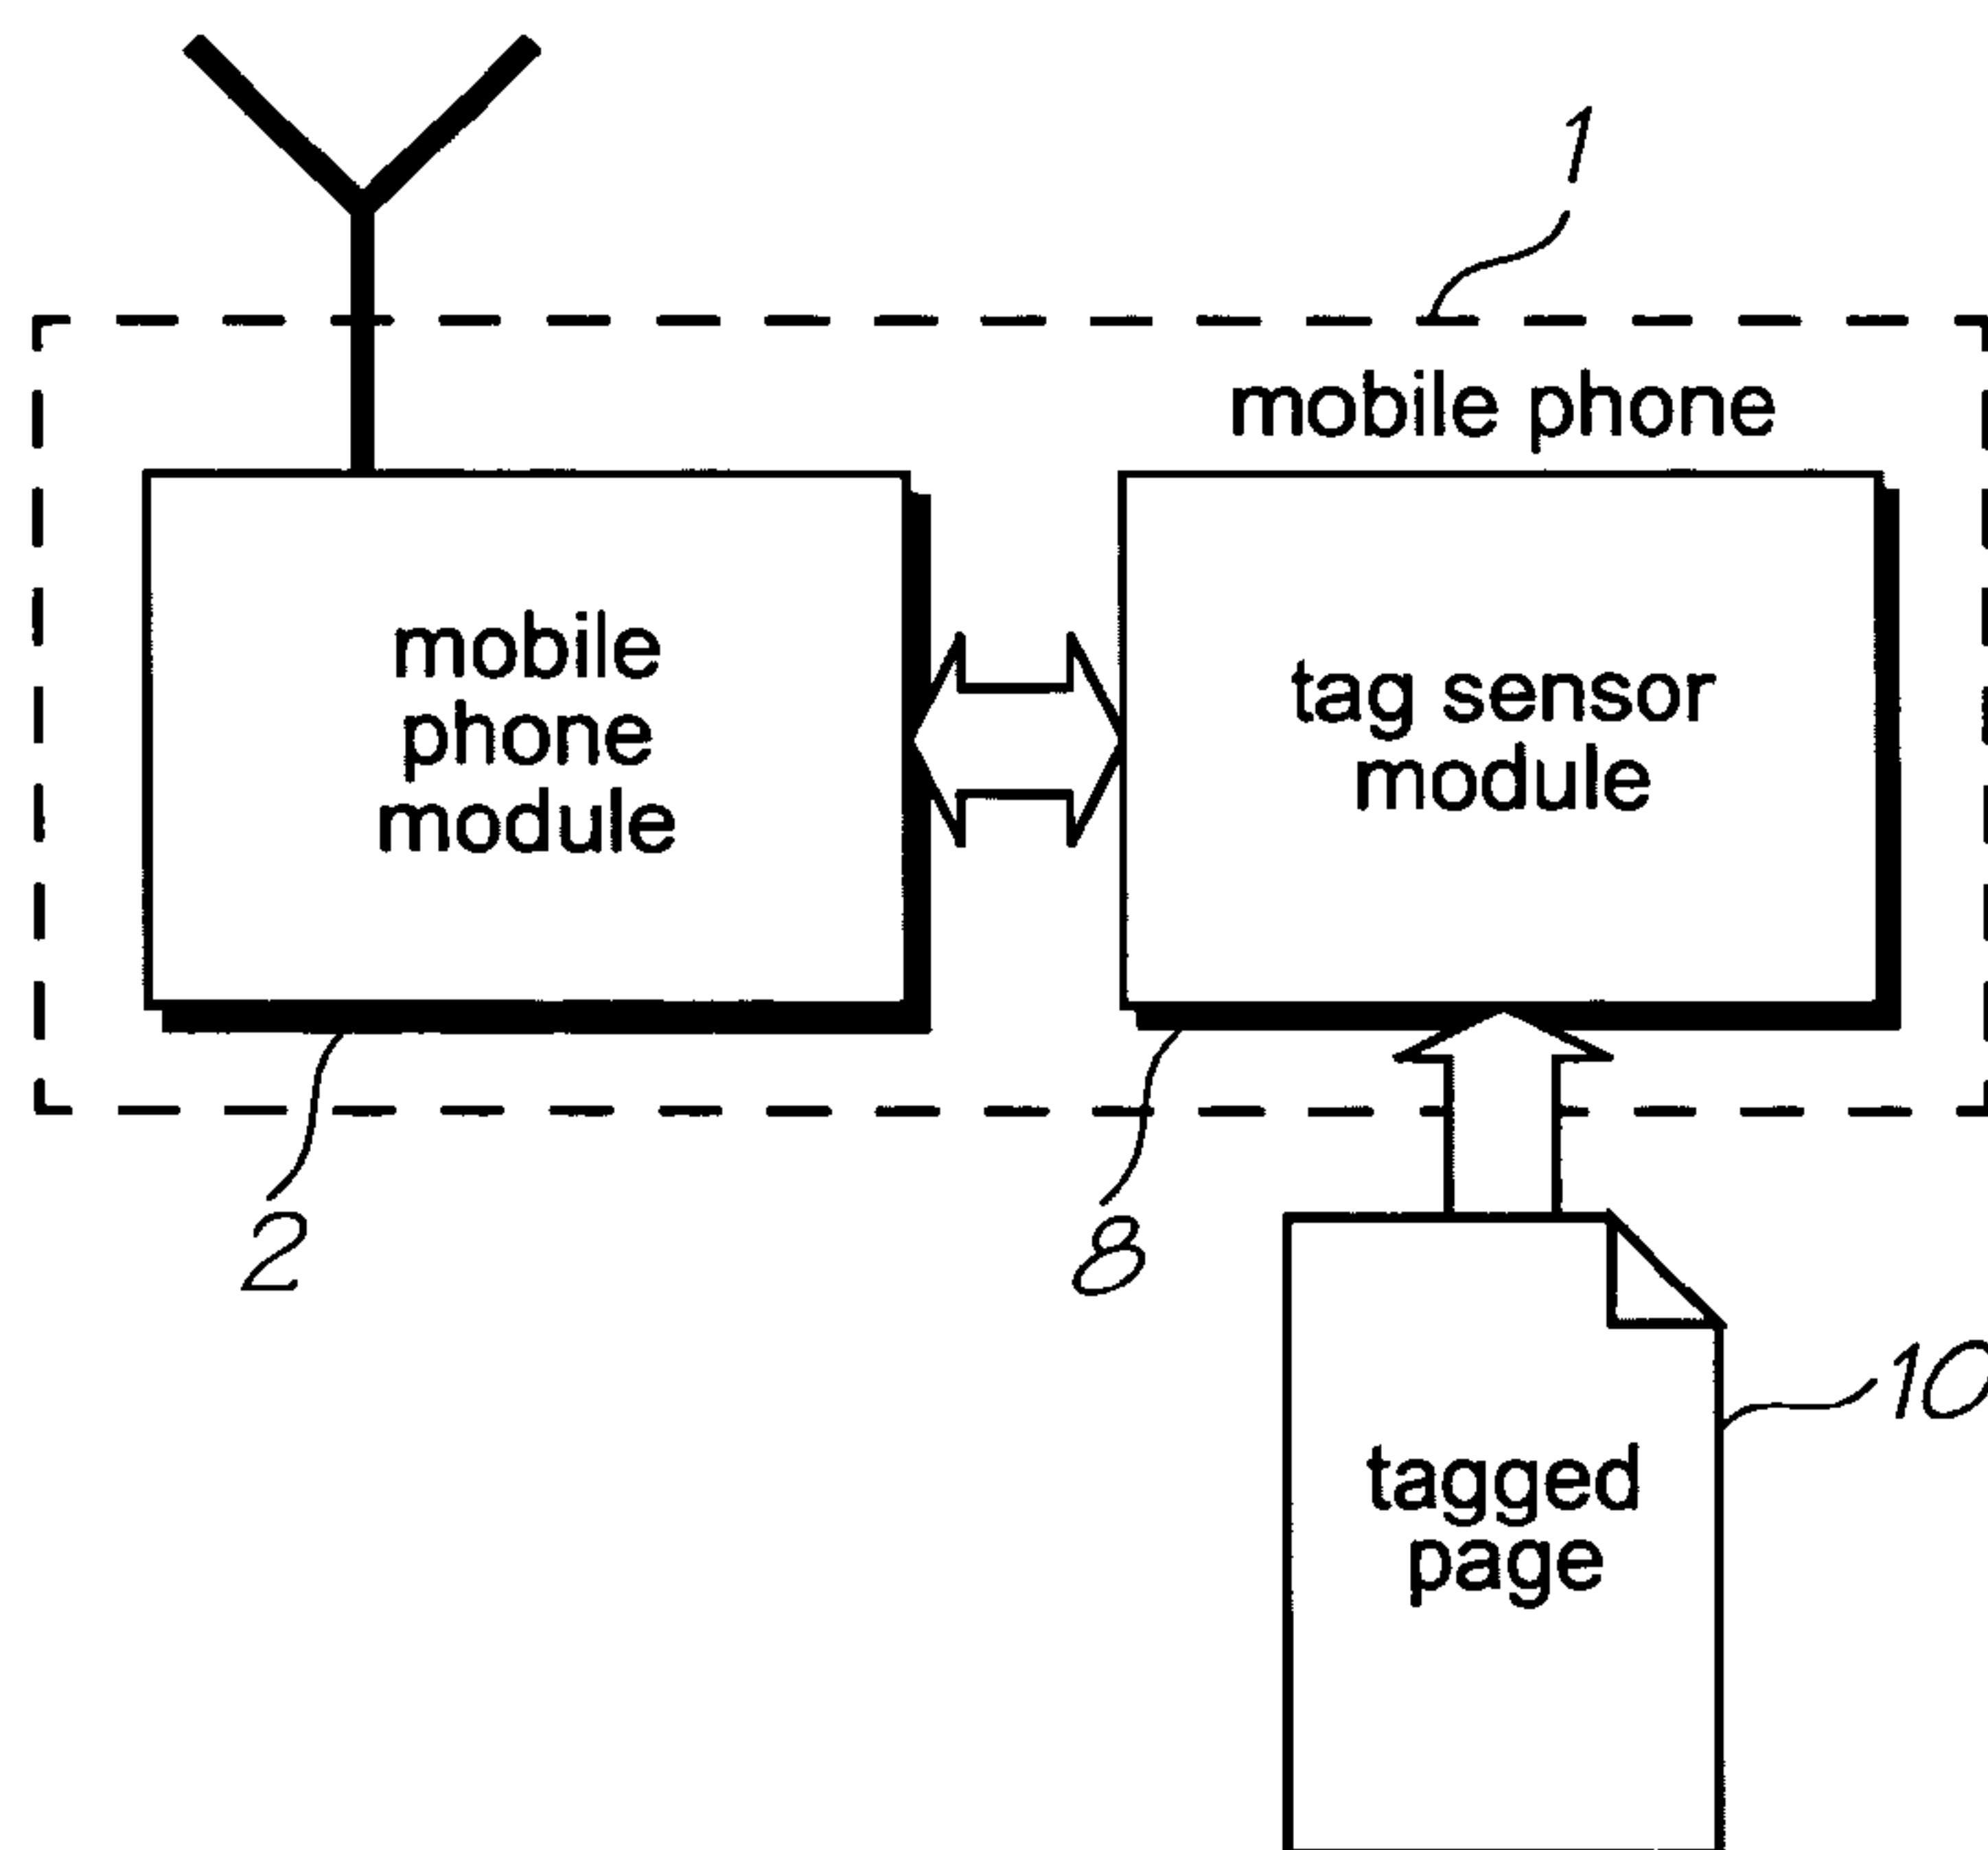 1
mobile phone
mobile
phone
module
tag sensor
module
2
8
10
tagged
page